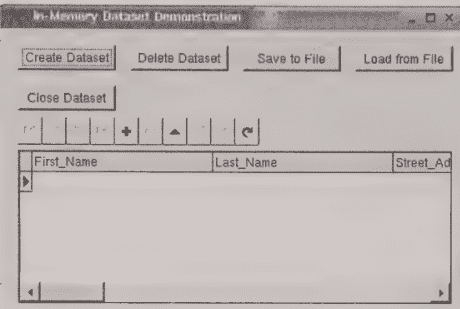 In-Memory Dataset Demonstration
Create Dataset Delete Dataset Save to File Load from File
Close Dataset
First_Name Last_Name Street_Ad